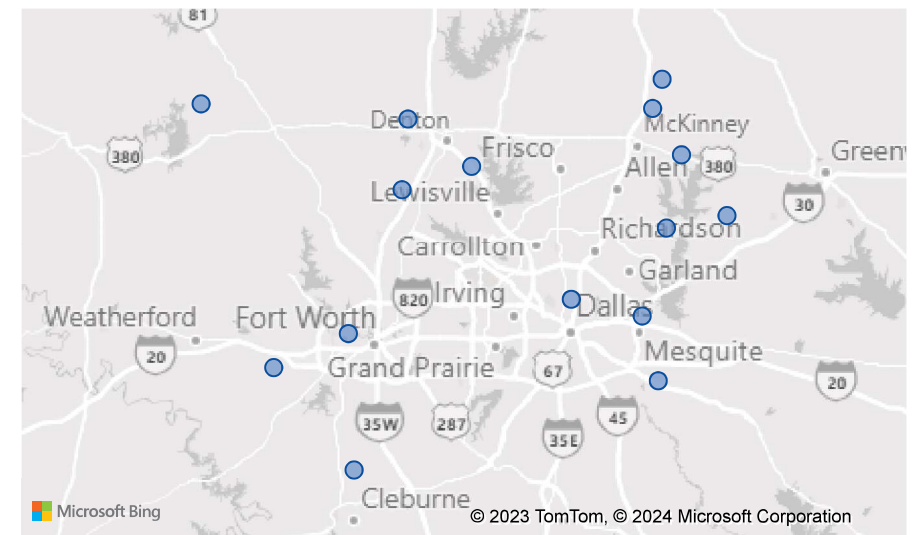 81
Denton
McKinney
Frisco
380
Allen
380
Greenv
Lewisville
30
Richardson
Carrollton
Garland
820
Irving
Weatherford
Fort Worth
Dallas
20
Grand Prairie
67
Mesquite
20
35W
287
45
35E
Cleburne
Microsoft Bing
© 2023 TomTom, © 2024 Microsoft Corporation